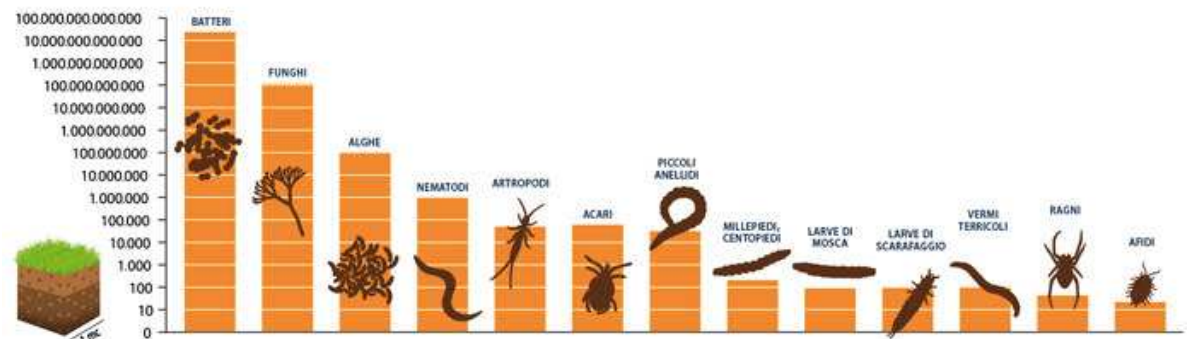 100.000.000.000.000
10.000.000.000.000
1.000.000.000.000
100.000.000.000
10.000.000.000
1.000.000.000
100.000.000
10.000.000
1.000.000
100.000
10.000
1.000
100
10
0
BATTERI
FUNGHI
ALGHE
NEMATODI
ARTROPODI
ACARI
PICCOLI
ANELLIDI
MILLEPIEDI,
CENTOPIEDI
LARVE DI
MOSCA
LARVE DI
SCARAFAGGIO
VERMI
TERRICOLI
RAGNI
AFIDI